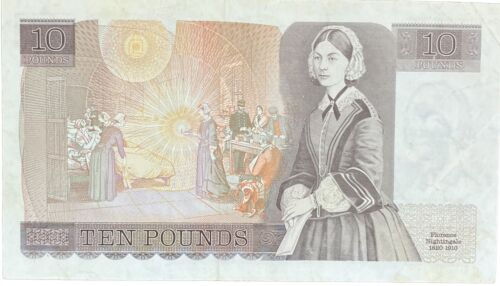 10
POUNDS
10
POUNDS
TEN POUNDS
Florence
Nightingale
1820-1910